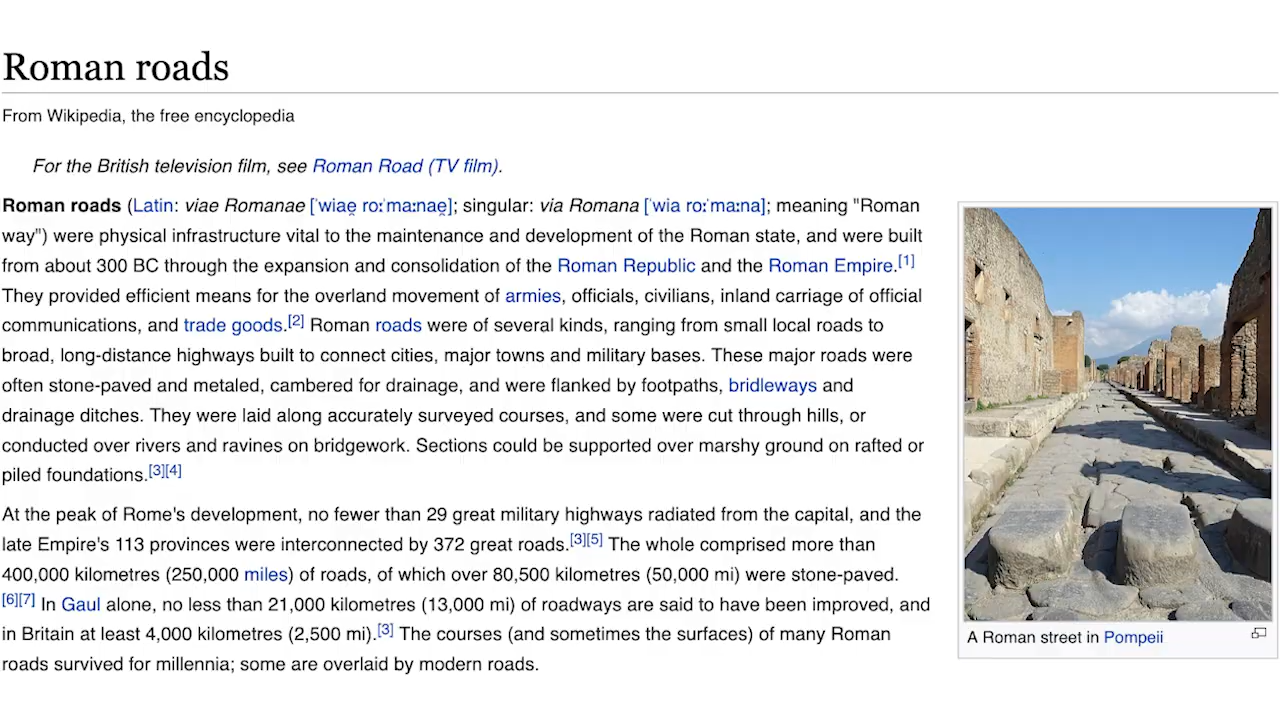 Roman roads
From Wikipedia, the free encyclopedia
For the British television film, see Roman Road (TV film).
Roman roads (Latin: viae Romanae [ˈwiae̯ roːˈmaːnae̯]; singular: via Romana [ˈwia roːˈmaːna]; meaning "Roman
way") were physical infrastructure vital to the maintenance and development of the Roman state, and were built
from about 300 BC through the expansion and consolidation of the Roman Republic and the Roman Empire.[1]
They provided efficient means for the overland movement of armies, officials, civilians, inland carriage of official
communications, and trade goods.[2] Roman roads were of several kinds, ranging from small local roads to
broad, long-distance highways built to connect cities, major towns and military bases. These major roads were
often stone-paved and metaled, cambered for drainage, and were flanked by footpaths, bridleways and
drainage ditches. They were laid along accurately surveyed courses, and some were cut through hills, or
conducted over rivers and ravines on bridgework. Sections could be supported over marshy ground on rafted or
piled foundations.[3][4]
At the peak of Rome's development, no fewer than 29 great military highways radiated from the capital, and the
late Empire's 113 provinces were interconnected by 372 great roads.[3][5] The whole comprised more than
400,000 kilometres (250,000 miles) of roads, of which over 80,500 kilometres (50,000 mi) were stone-paved.
[6][7] In Gaul alone, no less than 21,000 kilometres (13,000 mi) of roadways are said to have been improved, and
in Britain at least 4,000 kilometres (2,500 mi).[3] The courses (and sometimes the surfaces) of many Roman
roads survived for millennia; some are overlaid by modern roads.
A Roman street in Pompeii